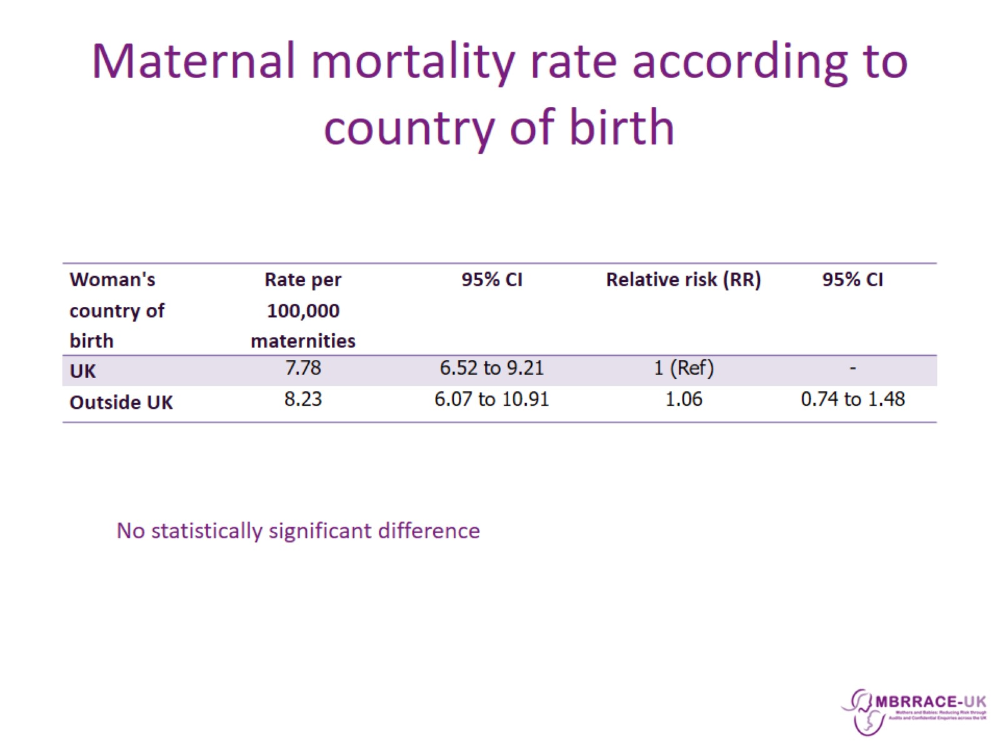 Maternal mortality rate according to
country of birth
Woman's country of birth Rate per 100,000 maternities 95% CI Relative risk (RR) 95% CI
UK 7.78 6.52 to 9.21 1 (Ref) -
Outside UK 8.23 6.07 to 10.91 1.06 0.74 to 1.48
No statistically significant difference
MBRRACE-UK
Mothers and Babies: Reducing Risk through
Audits and Confidential Enquiries across the UK